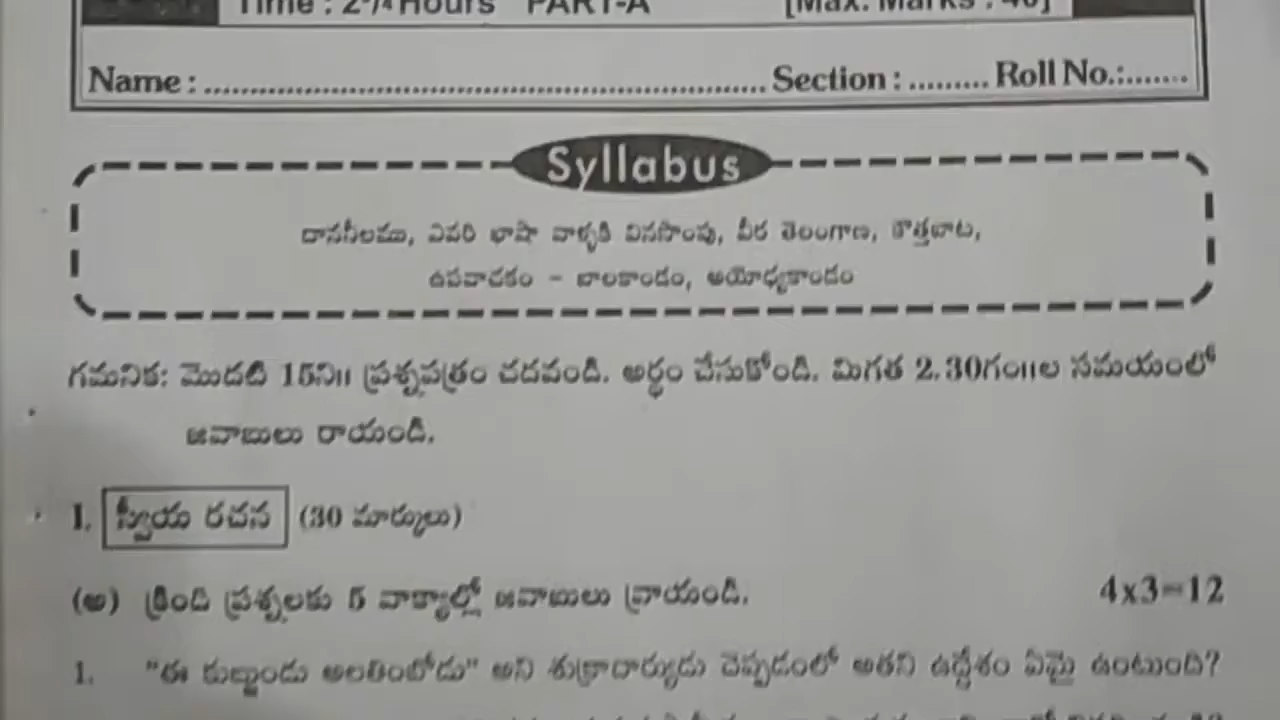 Time : 2¾ Hours PART-A [Max. Marks : 40]
Name : Section : Roll No.:
Syllabus
దానశీలము, ఎవరి భాషా వాళ్ళకి వినసొంపు, వీర తెలంగాణ, కొత్తబాట,
ఉపవాచకం - బాలకాండం, అయోధ్యకాండం
గమనిక: మొదటి 15ని॥ ప్రశ్నపత్రం చదవండి. అర్థం చేసుకోండి. మిగత 2.30గం॥ల సమయంలో
జవాబులు రాయండి.
I. స్వీయ రచన (30 మార్కులు)
(అ) క్రింది ప్రశ్నలకు 5 వాక్యాల్లో జవాబులు వ్రాయండి. 4x3=12
1. "ఈ కుబ్జుండు అలతింబోడు" అని శుక్రాచార్యుడు చెప్పడంలో అతని ఉద్దేశం ఏమై ఉంటుంది?